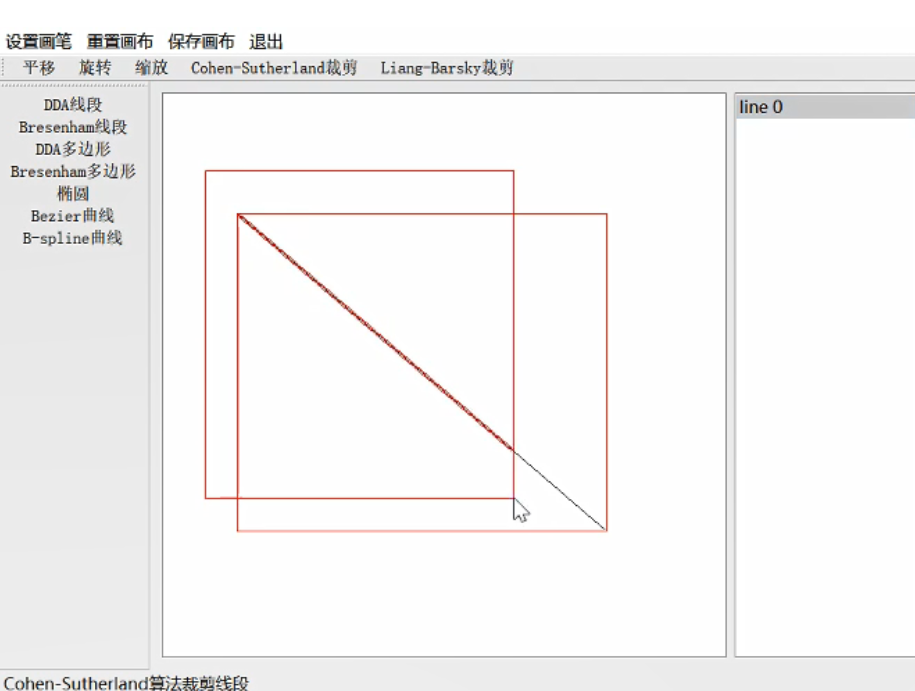 设置画笔 重置画布 保存画布 退出
平移 旋转 缩放 Cohen-Sutherland裁剪 Liang-Barsky裁剪
DDA线段
Bresenham线段
DDA多边形
Bresenham多边形
椭圆
Bezier曲线
B-spline曲线
line 0
Cohen-Sutherland算法裁剪线段